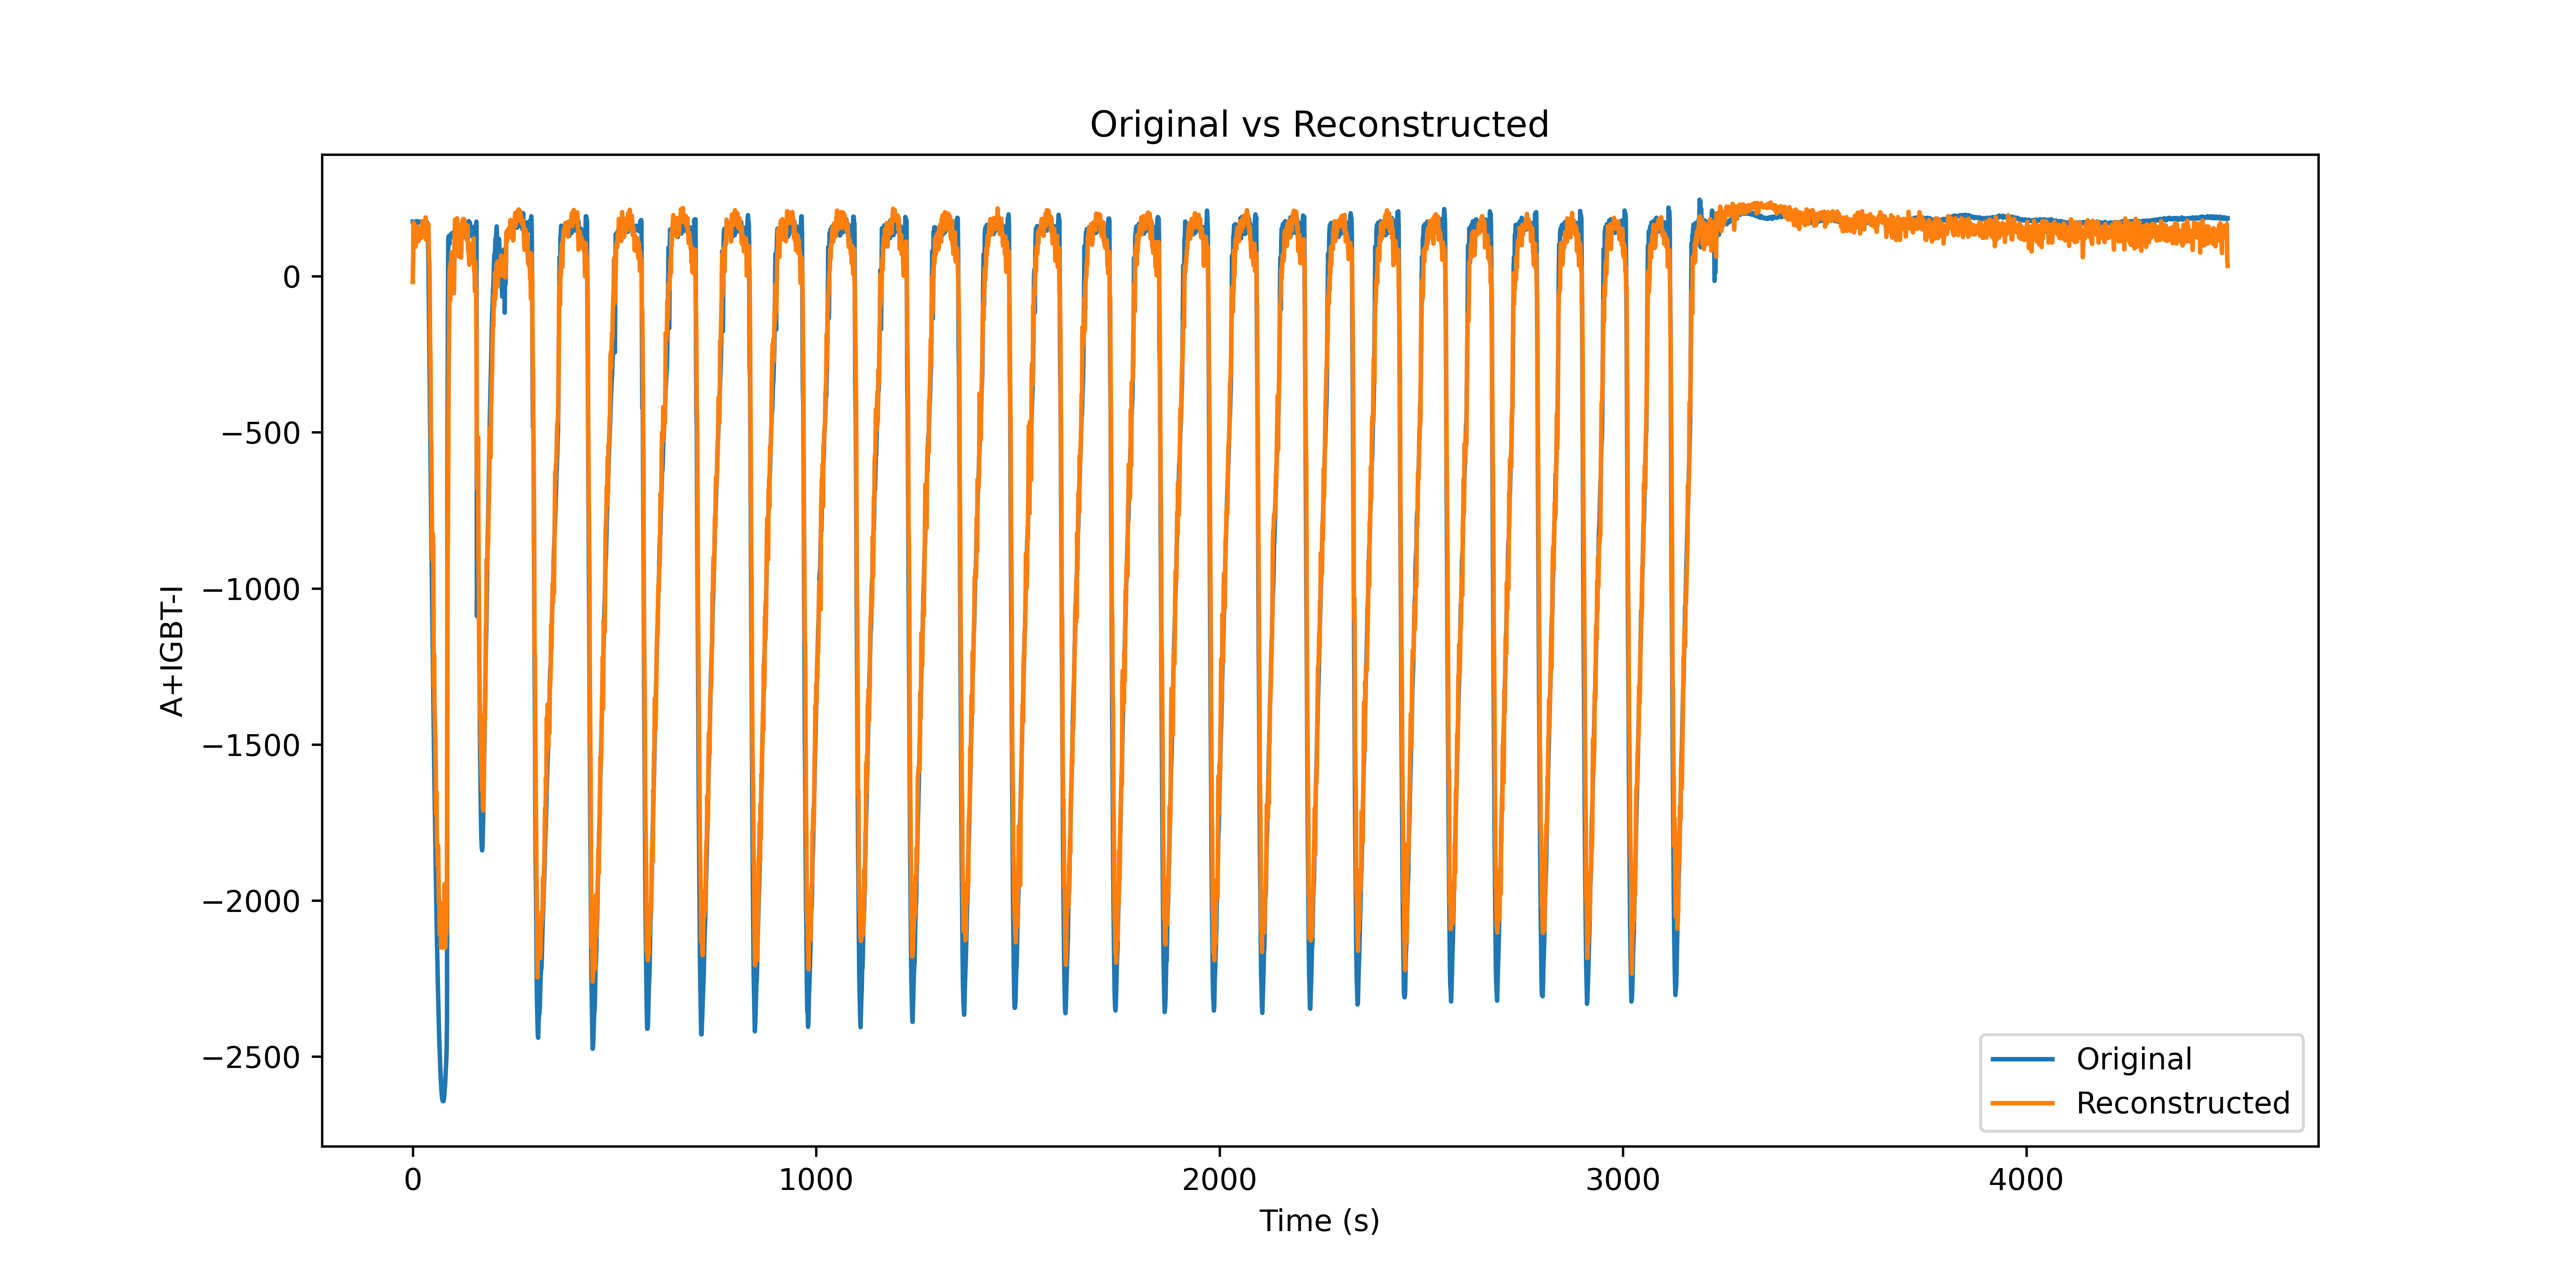 Original vs Reconstructed
A+IGBT-I
0
−500
−1000
−1500
−2000
−2500
0
1000
2000
3000
4000
Time (s)
Original
Reconstructed